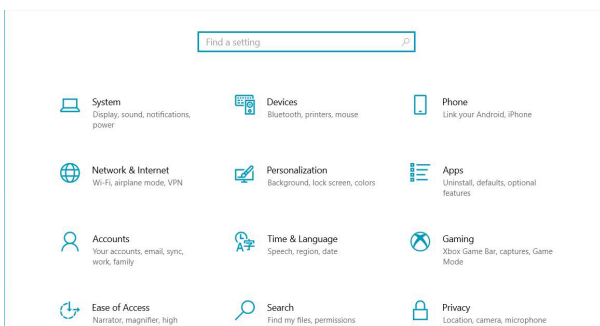 Find a setting
System
Display, sound, notifications,
power
Devices
Bluetooth, printers, mouse
Phone
Link your Android, iPhone
Network & Internet
Wi-Fi, airplane mode, VPN
Personalization
Background, lock screen, colors
Apps
Uninstall, defaults, optional
features
Accounts
Your accounts, email, sync,
work, family
A字
Time & Language
Speech, region, date
Gaming
Xbox Game Bar, captures, Game
Mode
Ease of Access
Narrator, magnifier, high
Search
Find my files, permissions
Privacy
Location, camera, microphone